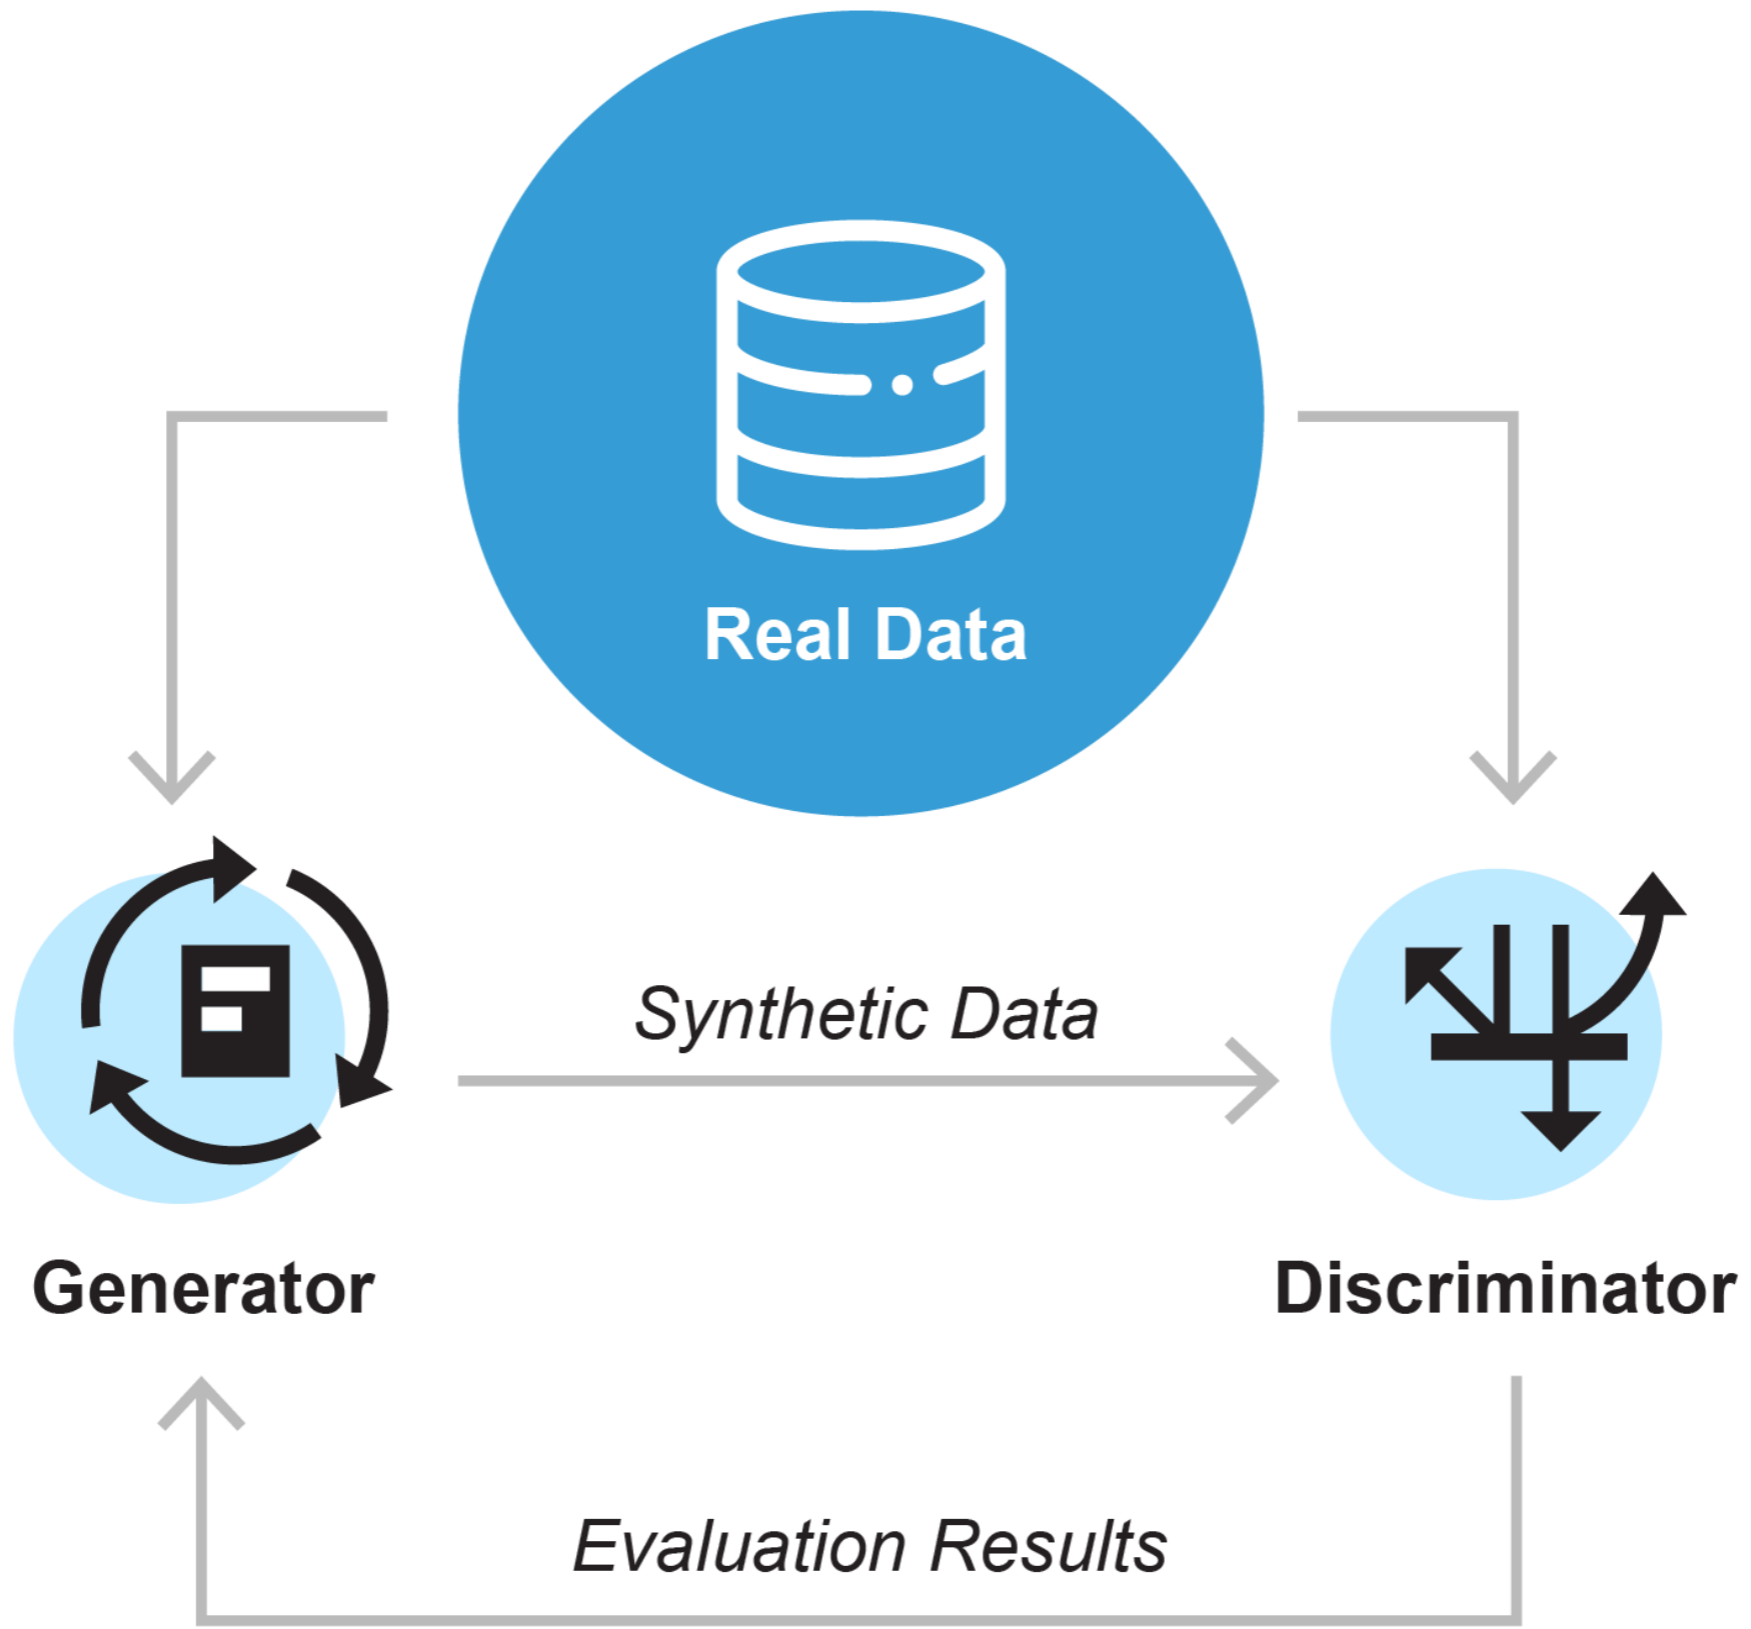 Real Data
Synthetic Data
Generator
Discriminator
Evaluation Results